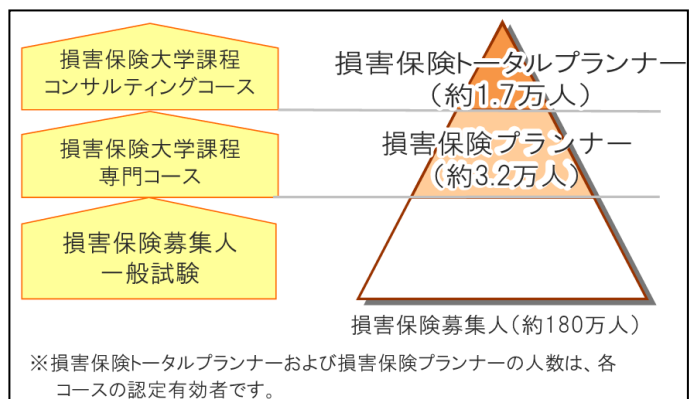 損害保険大学課程
コンサルティングコース
損害保険トータルプランナー
（約1.7万人）
損害保険大学課程
専門コース
損害保険プランナー
（約3.2万人）
損害保険募集人
一般試験
損害保険募集人（約180万人）
※損害保険トータルプランナーおよび損害保険プランナーの人数は、各
コースの認定有効者です。